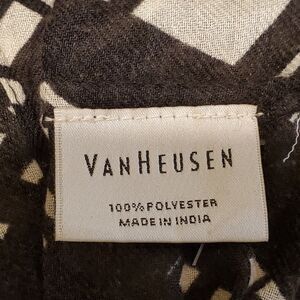 VANHEUSEN
100% POLYESTER
MADE IN INDIA